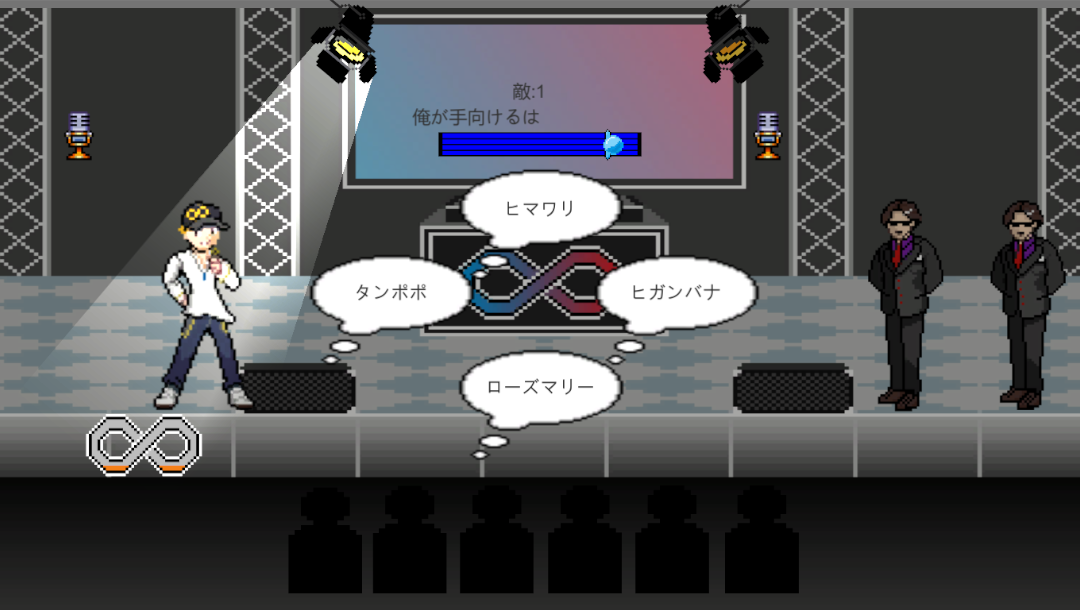 敵:1
俺が手向けるは
ヒマワリ
タンポポ
ヒガンバナ
ローズマリー